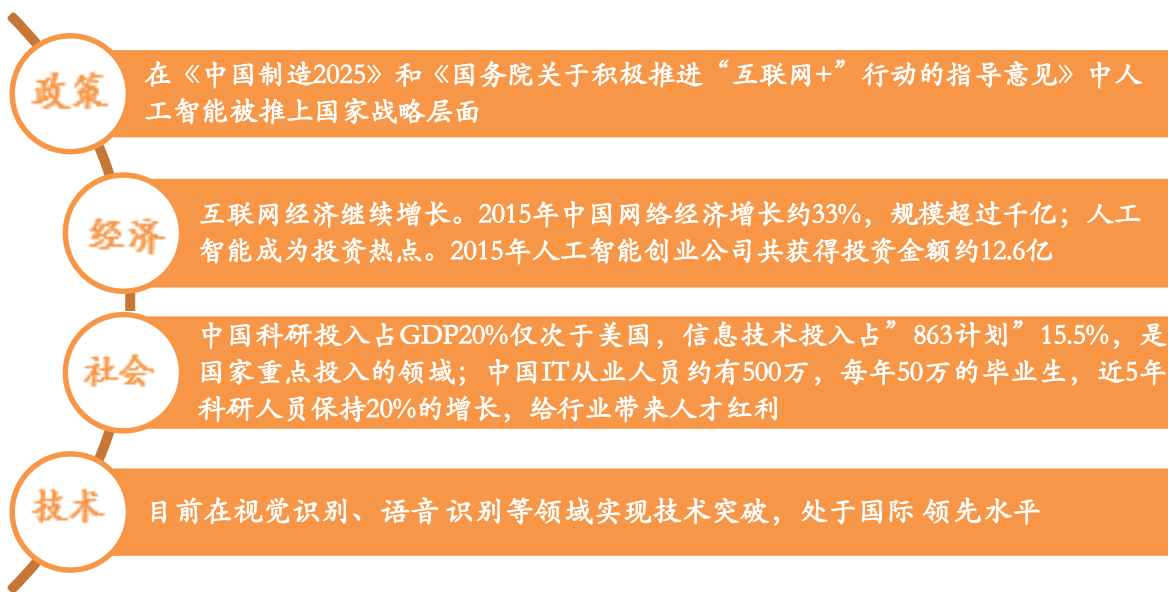 政策
在《中国制造2025》和《国务院关于积极推进“互联网+”行动的指导意见》中人
工智能被推上国家战略层面
经济
互联网经济继续增长。2015年中国网络经济增长约33%，规模超过千亿；人工
智能成为投资热点。2015年人工智能创业公司共获得投资金额约12.6亿
社会
中国科研投入占GDP20%仅次于美国，信息技术投入占”863计划”15.5%，是
国家重点投入的领域；中国IT从业人员约有500万，每年50万的毕业生，近5年
科研人员保持20%的增长，给行业带来人才红利
技术
目前在视觉识别、语音识别等领域实现技术突破，处于国际 领先水平